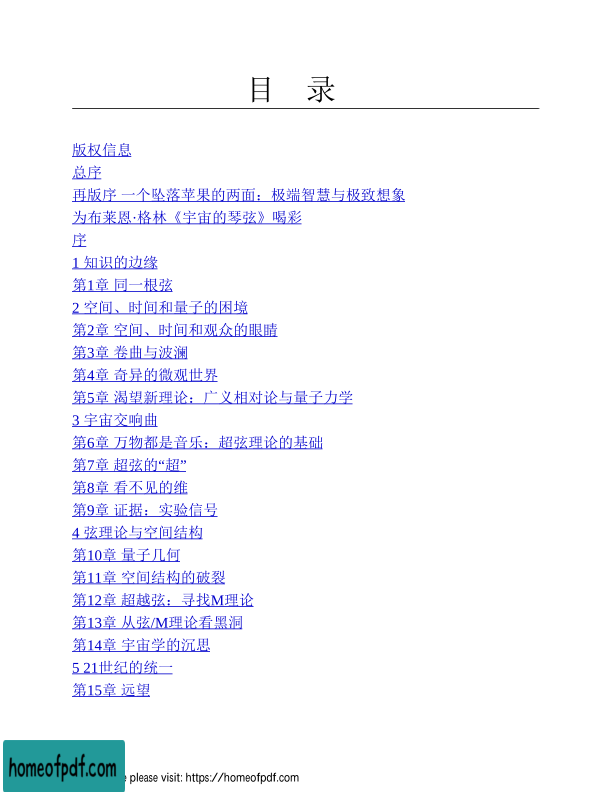 目 录
版权信息
总序
再版序 一个坠落苹果的两面：极端智慧与极致想象
为布莱恩·格林《宇宙的琴弦》喝彩
序
1 知识的边缘
第1章 同一根弦
2 空间、时间和量子的困境
第2章 空间、时间和观众的眼睛
第3章 卷曲与波澜
第4章 奇异的微观世界
第5章 渴望新理论：广义相对论与量子力学
3 宇宙交响曲
第6章 万物都是音乐：超弦理论的基础
第7章 超弦的“超”
第8章 看不见的维
第9章 证据：实验信号
4 弦理论与空间结构
第10章 量子几何
第11章 空间结构的破裂
第12章 超越弦：寻找M理论
第13章 从弦/M理论看黑洞
第14章 宇宙学的沉思
5 21世纪的统一
第15章 远望
homeofpdf.com
please visit: https://homeofpdf.com